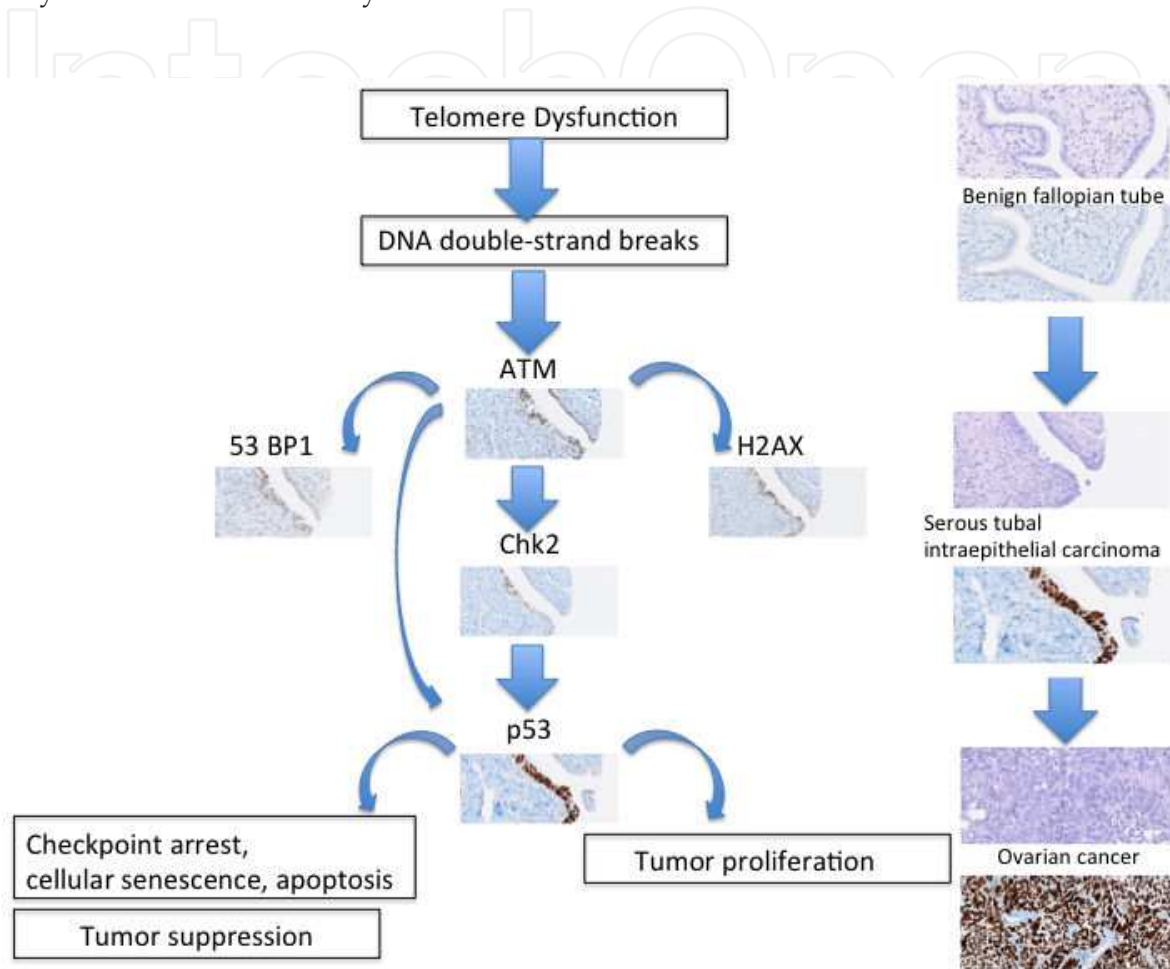 IntechOpen
Telomere Dysfunction
DNA double-strand breaks
ATM
53 BP1
H2AX
Chk2
p53
Checkpoint arrest,
cellular senescence, apoptosis
Tumor suppression
Tumor proliferation
Benign fallopian tube
Serous tubal
intraepithelial carcinoma
Ovarian cancer